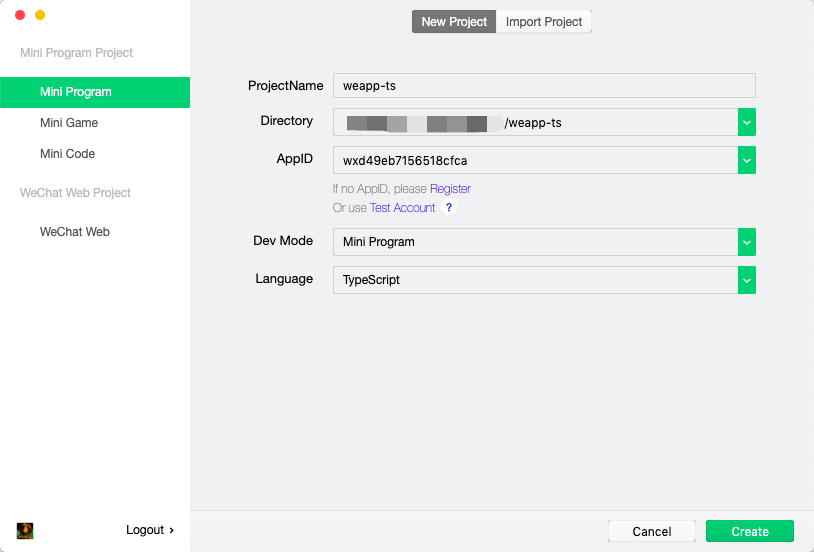 New Project Import Project
Mini Program Project
Mini Program
Mini Game
Mini Code
WeChat Web Project
WeChat Web
ProjectName weapp-ts
Directory /weapp-ts
AppID wxd49eb7156518cfca
If no AppID, please Register
Or use Test Account ?
Dev Mode Mini Program
Language TypeScript
Logout ›
Cancel Create